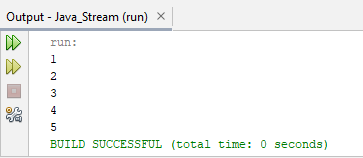 Output - Java_Stream (run)
run:
1
2
3
4
5
BUILD SUCCESSFUL (total time: 0 seconds)